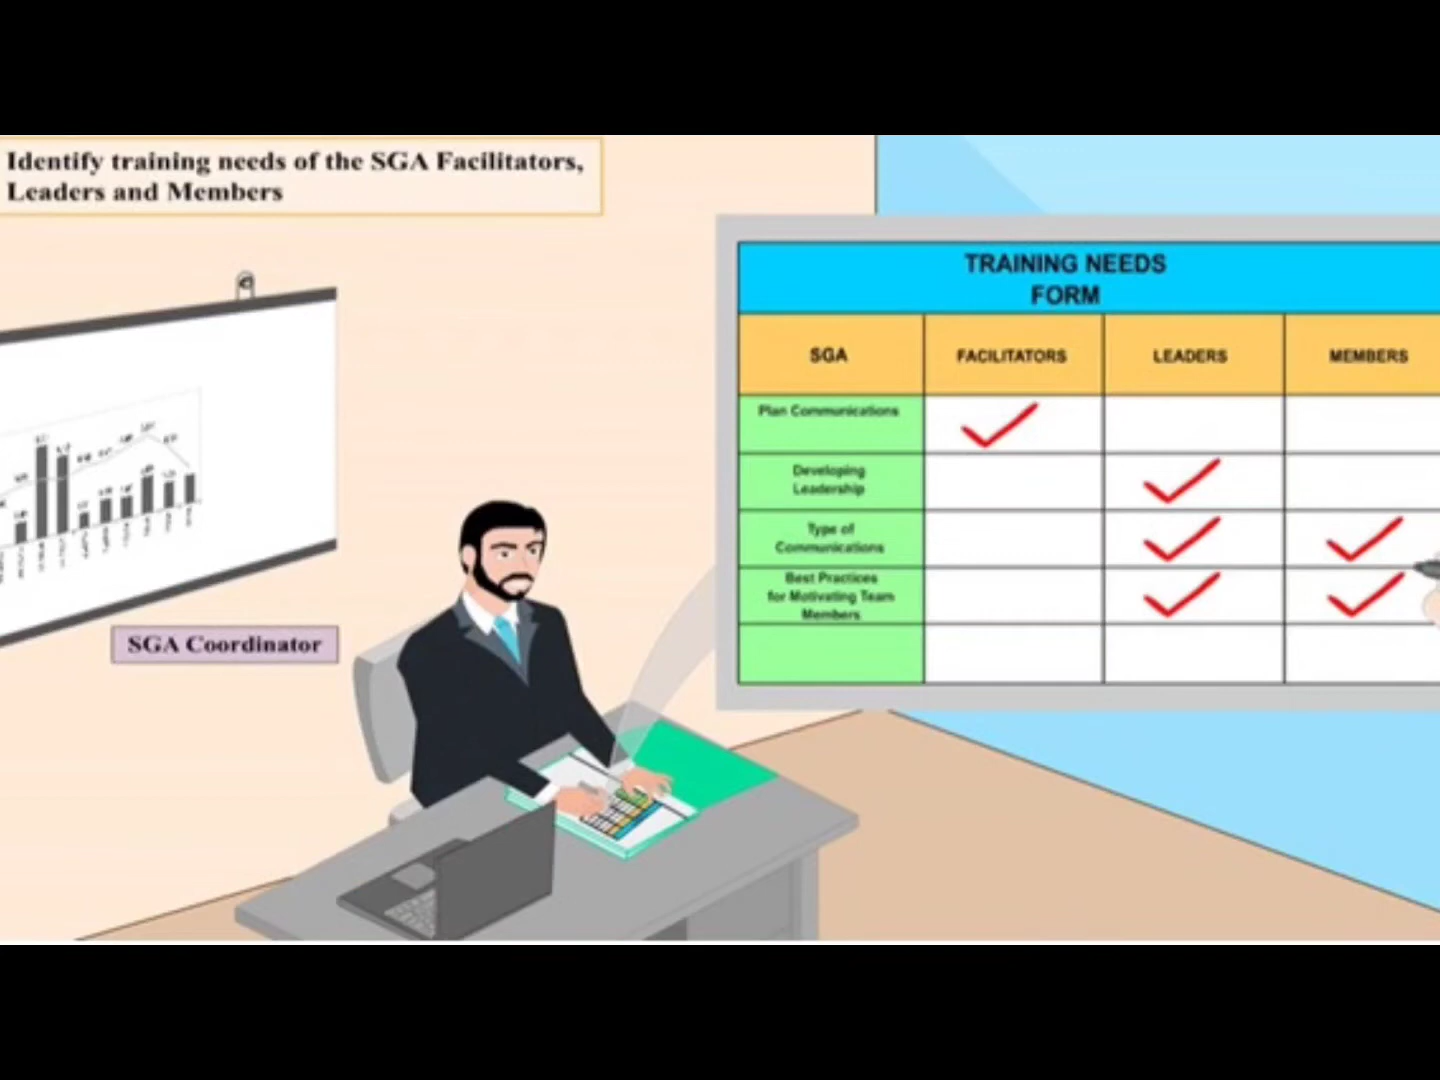 Identify training needs of the SGA Facilitators,
Leaders and Members
TRAINING NEEDS
FORM
SGA
FACILITATORS
LEADERS
MEMBERS
Plan Communications
Developing
Leadership
Type of
Communications
Best Practices
for Motivating Team
Members
SGA Coordinator